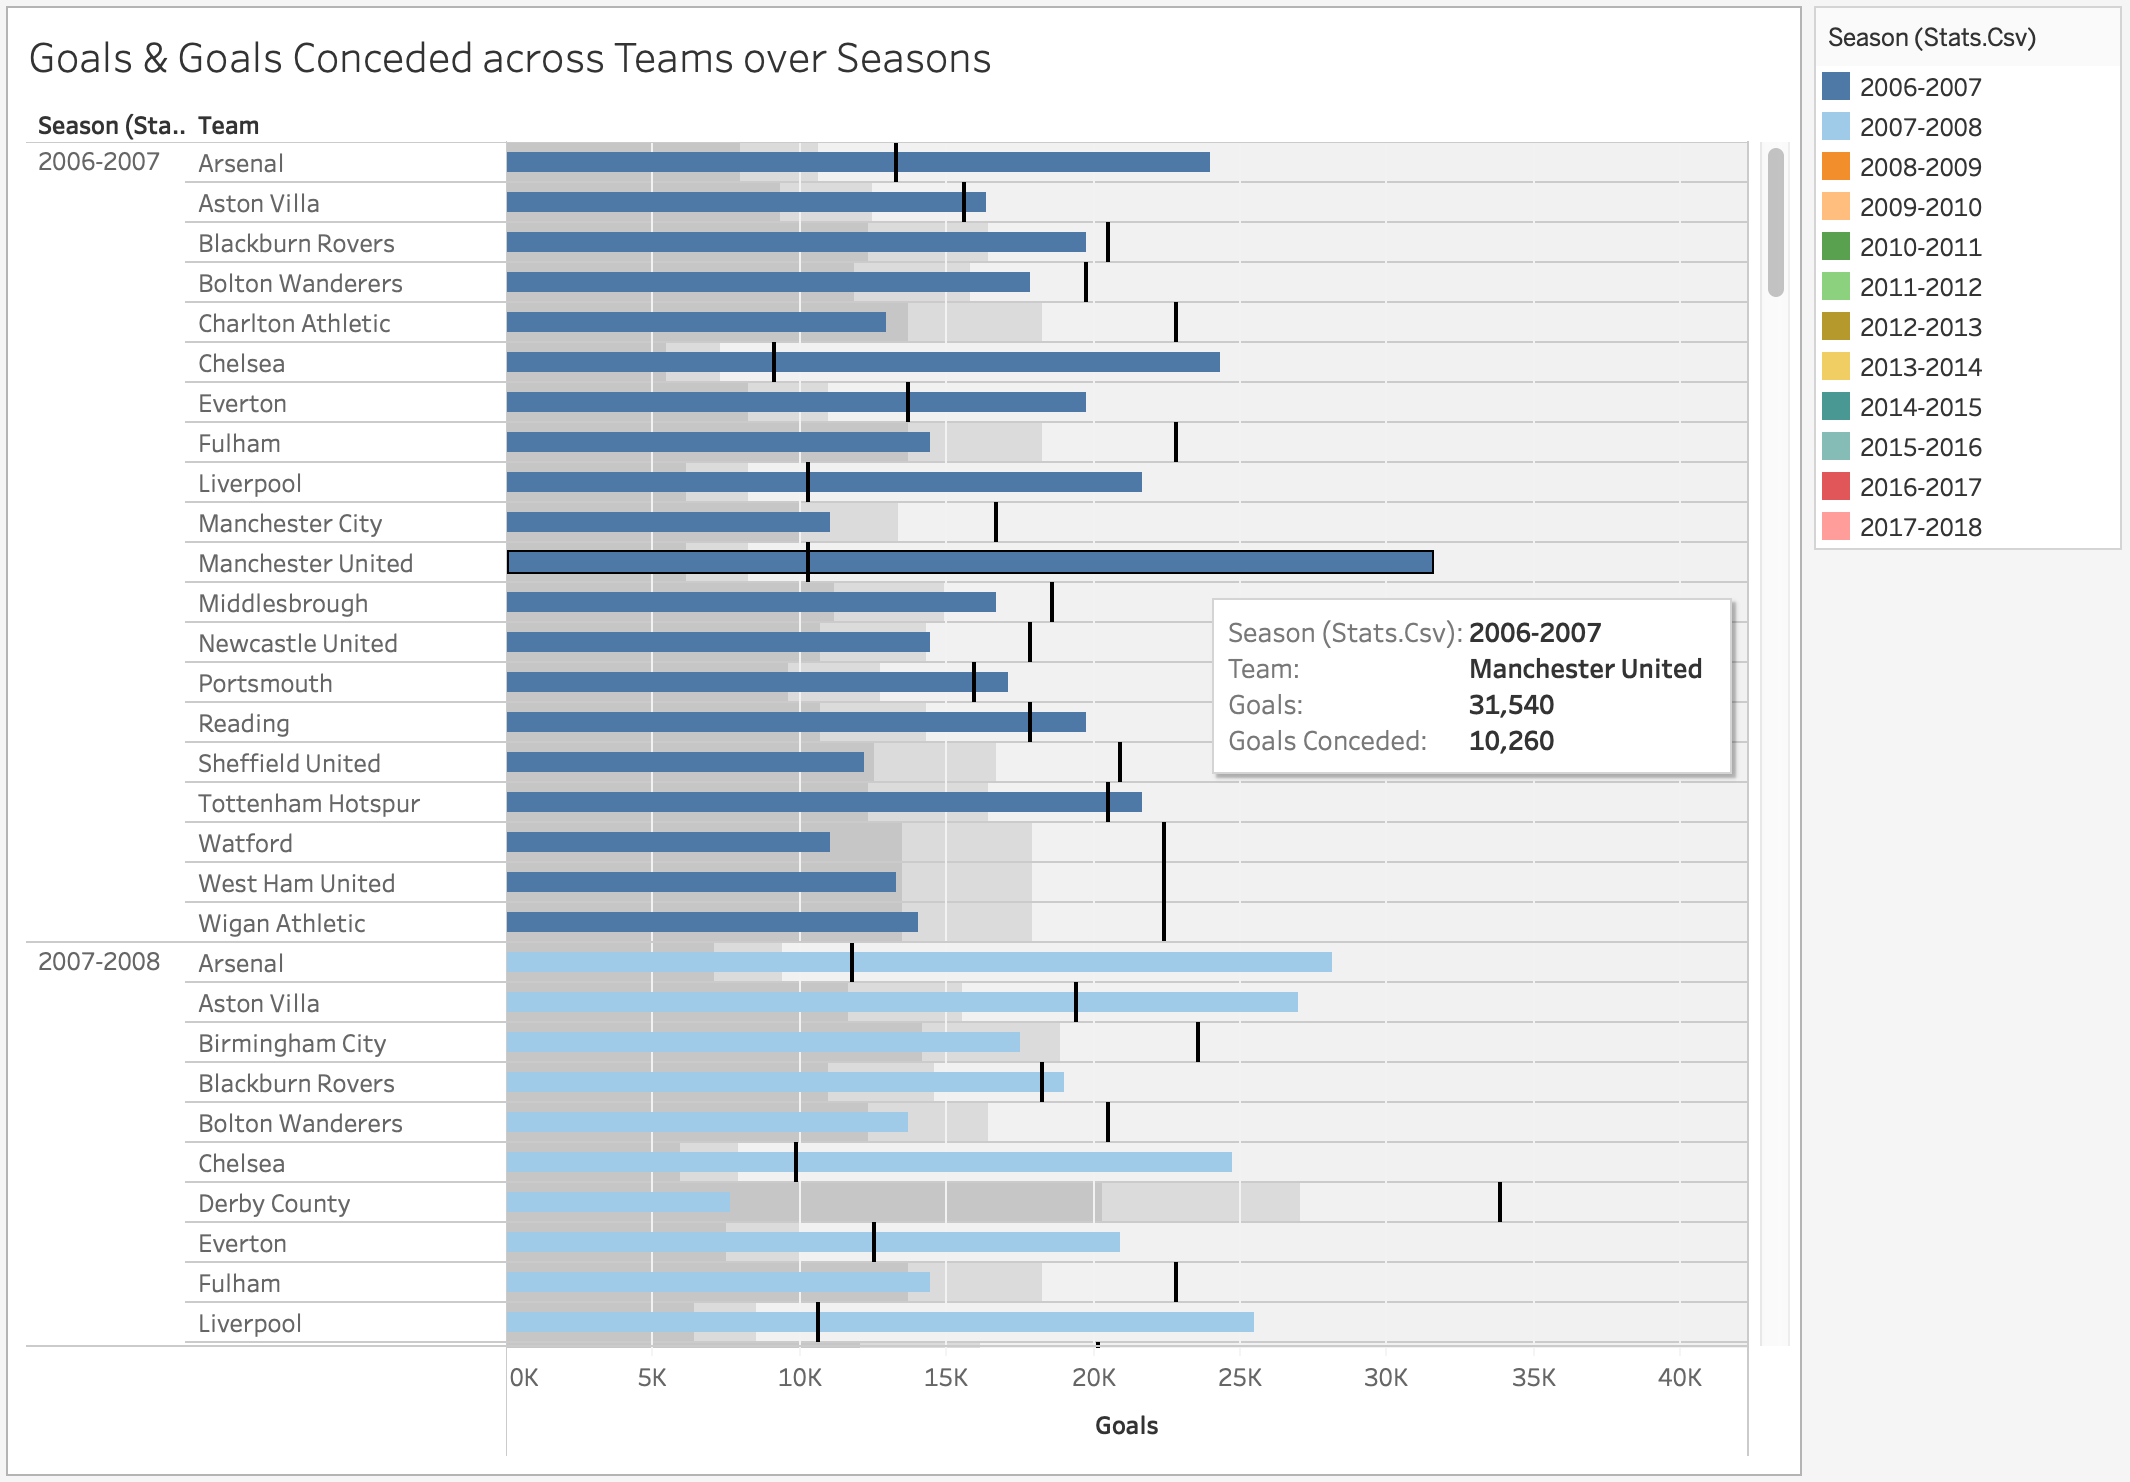 Goals & Goals Conceded across Teams over Seasons
Season (Sta.. Team
2006-2007 Arsenal
Aston Villa
Blackburn Rovers
Bolton Wanderers
Charlton Athletic
Chelsea
Everton
Fulham
Liverpool
Manchester City
Manchester United
Middlesbrough
Newcastle United
Portsmouth
Reading
Sheffield United
Tottenham Hotspur
Watford
West Ham United
Wigan Athletic
2007-2008 Arsenal
Aston Villa
Birmingham City
Blackburn Rovers
Bolton Wanderers
Chelsea
Derby County
Everton
Fulham
Liverpool
0K 5K 10K 15K 20K 25K 30K 35K 40K
Goals
Season (Stats.Csv): 2006-2007
Team: Manchester United
Goals: 31,540
Goals Conceded: 10,260
Season (Stats.Csv)
2006-2007
2007-2008
2008-2009
2009-2010
2010-2011
2011-2012
2012-2013
2013-2014
2014-2015
2015-2016
2016-2017
2017-2018